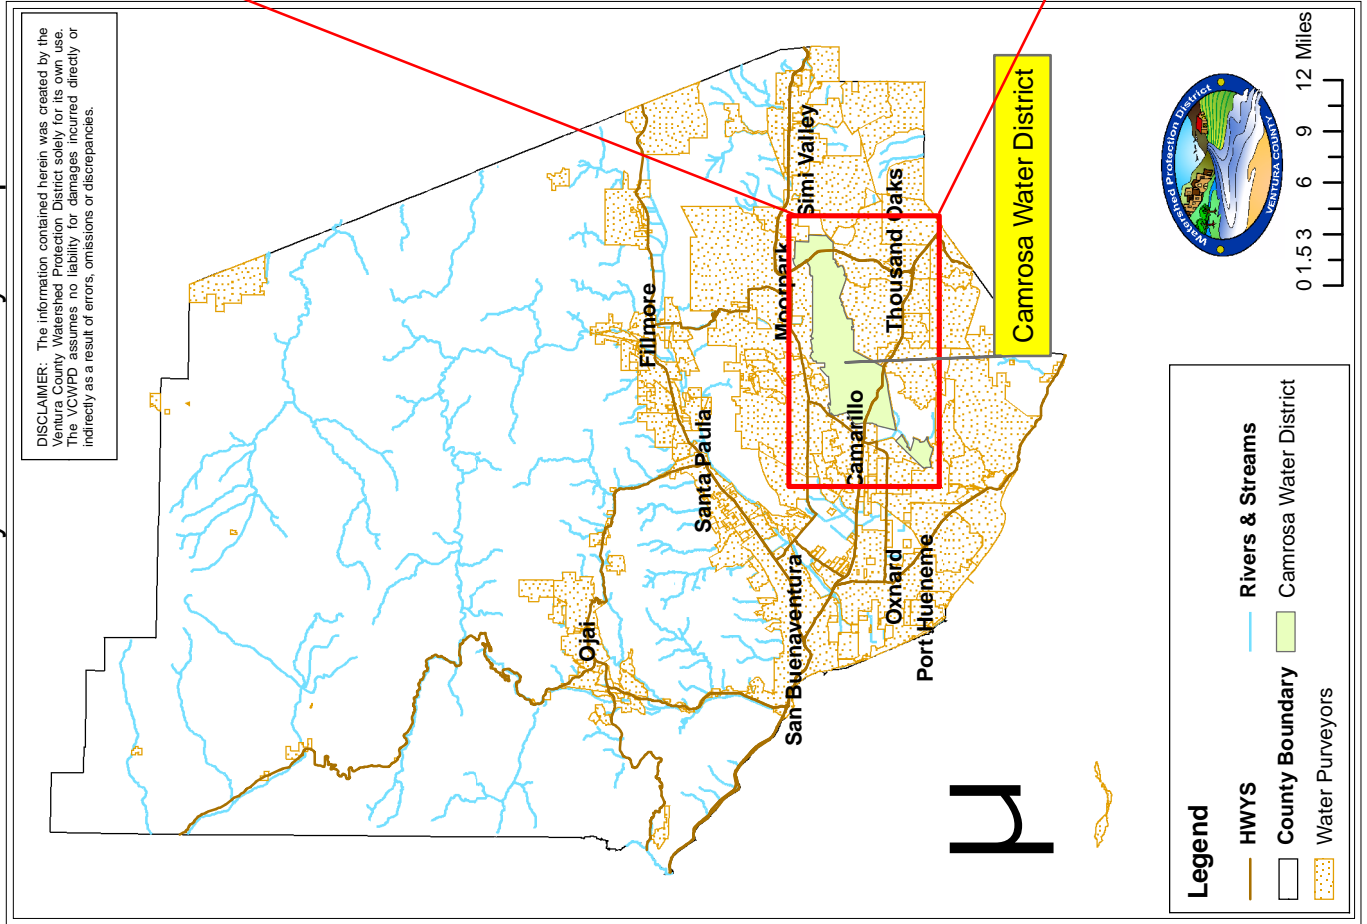 DISCLAIMER: The information contained herein was created by the
Ventura County Watershed Protection District solely for its own use.
The VCWPD assumes no liability for damages incurred directly or
indirectly as a result of errors, omissions or discrepancies.
Fillmore
Santa Paula
Ojai
San Buenaventura
Simi Valley
Moorpark
Thousand Oaks
Camarillo
Oxnard
Port Hueneme
Camrosa Water District
µ
Watershed Protection District
VENTURA COUNTY
0 1.5 3 6 9 12 Miles
Legend
HWYS
Rivers & Streams
County Boundary
Camrosa Water District
Water Purveyors